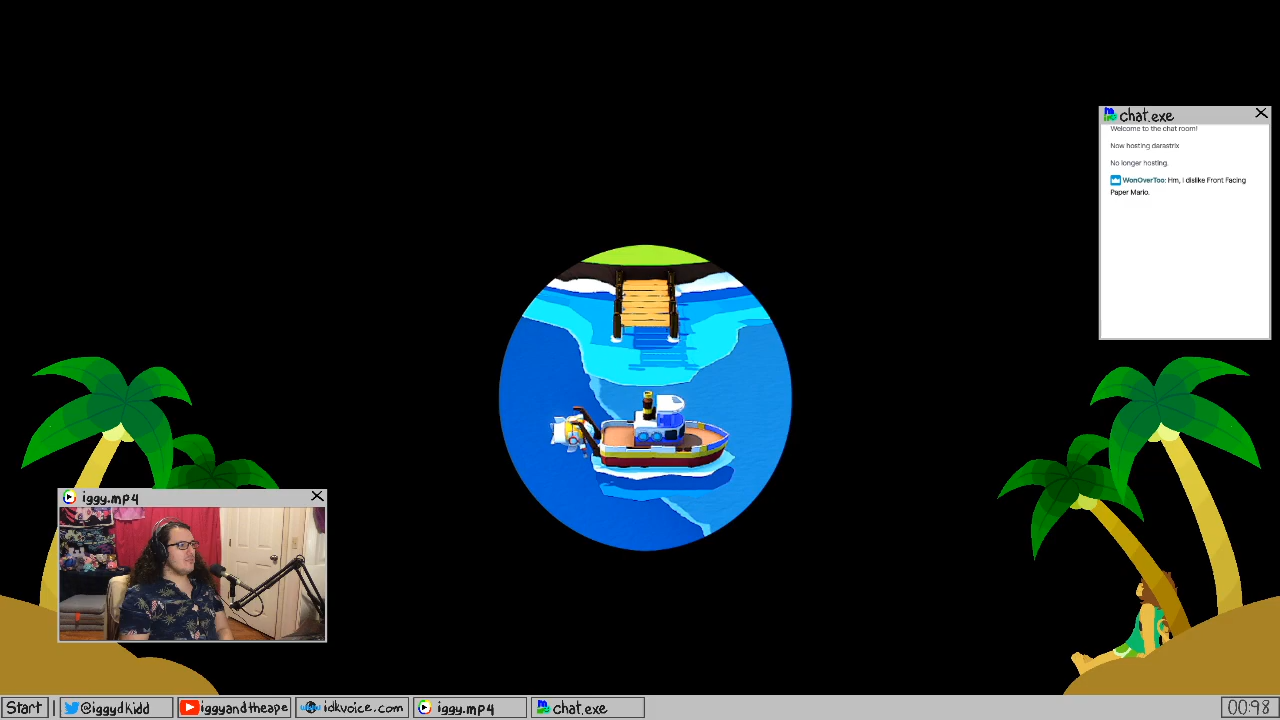 chat.exe
Welcome to the chat room!
Now hosting darastrix
No longer hosting.
WonOverToo: Hm, I dislike Front Facing
Paper Mario.
iggy.mp4
Start | @iggydkidd iggyandtheape idkvoice.com iggy.mp4 chat.exe 00:98